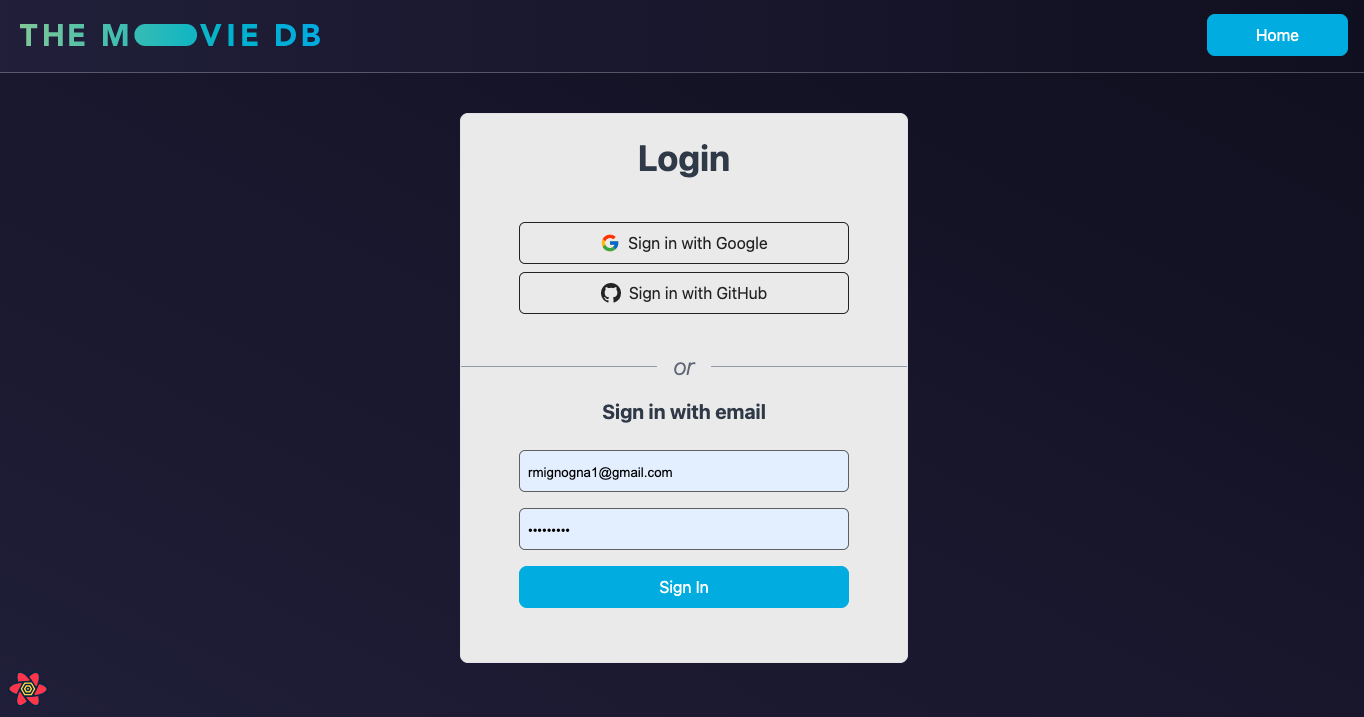 THE MOVIE DB
Home
Login
Sign in with Google
Sign in with GitHub
or
Sign in with email
rmignogna1@gmail.com
•••••••••
Sign In